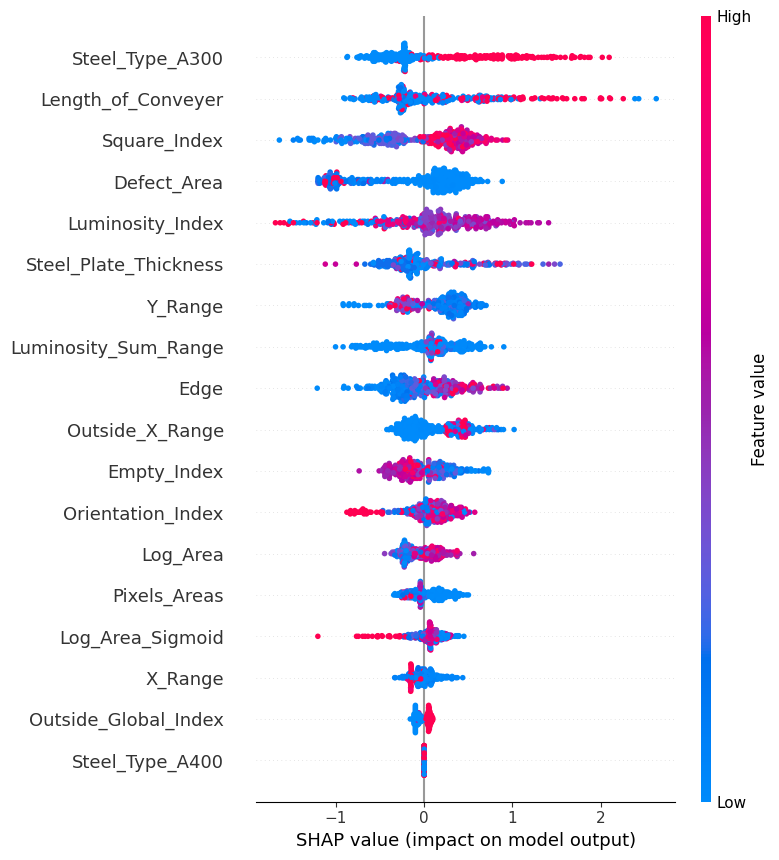 High
Steel_Type_A300
Length_of_Conveyer
Square_Index
Defect_Area
Luminosity_Index
Steel_Plate_Thickness
Y_Range
Luminosity_Sum_Range
Edge
Outside_X_Range
Empty_Index
Orientation_Index
Log_Area
Pixels_Areas
Log_Area_Sigmoid
X_Range
Outside_Global_Index
Steel_Type_A400
Feature value
Low
−1 0 1 2
SHAP value (impact on model output)